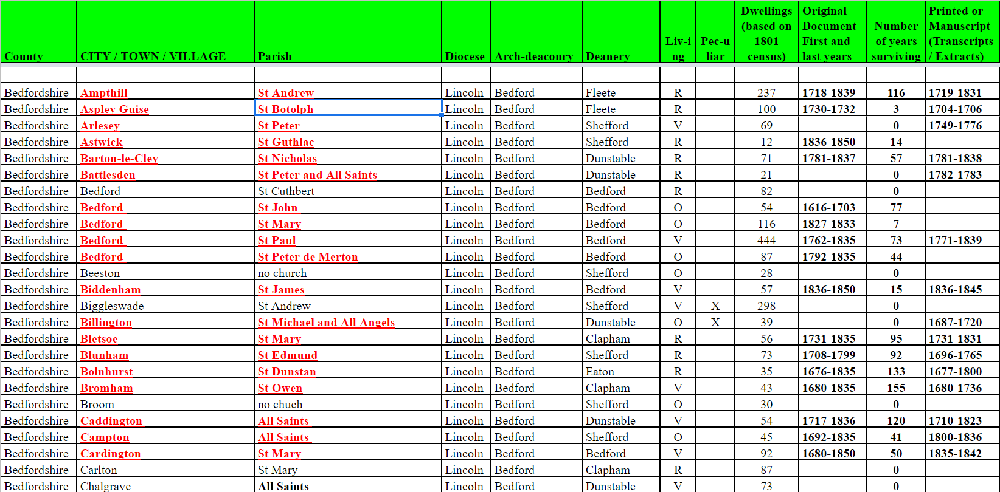 County CITY / TOWN / VILLAGE Parish Diocese Arch-deaconry Deanery Liv-i ng Pec-u liar Dwellings (based on 1801 census) Original Document First and last years Number of years surviving Printed or Manuscript (Transcripts / Extracts)
Bedfordshire Ampthill St Andrew Lincoln Bedford Fleete R 237 1718-1839 116 1719-1831
Bedfordshire Aspley Guise St Botolph Lincoln Bedford Fleete R 100 1730-1732 3 1704-1706
Bedfordshire Arlesey St Peter Lincoln Bedford Shefford V 69 0 1749-1776
Bedfordshire Astwick St Guthlac Lincoln Bedford Shefford R 12 1836-1850 14
Bedfordshire Barton-le-Cley St Nicholas Lincoln Bedford Dunstable R 71 1781-1837 57 1781-1838
Bedfordshire Battlesden St Peter and All Saints Lincoln Bedford Dunstable R 21 0 1782-1783
Bedfordshire Bedford St Cuthbert Lincoln Bedford Bedford R 82 0
Bedfordshire Bedford St John Lincoln Bedford Bedford O 54 1616-1703 77
Bedfordshire Bedford St Mary Lincoln Bedford Bedford O 116 1827-1833 7
Bedfordshire Bedford St Paul Lincoln Bedford Bedford V 444 1762-1835 73 1771-1839
Bedfordshire Bedford St Peter de Merton Lincoln Bedford Bedford O 87 1792-1835 44
Bedfordshire Beeston no church Lincoln Bedford Shefford O 28 0
Bedfordshire Biddenham St James Lincoln Bedford Bedford V 57 1836-1850 15 1836-1845
Bedfordshire Biggleswade St Andrew Lincoln Bedford Shefford V X 298 0
Bedfordshire Billington St Michael and All Angels Lincoln Bedford Dunstable O X 39 0 1687-1720
Bedfordshire Bletsoe St Mary Lincoln Bedford Clapham R 56 1731-1835 95 1731-1831
Bedfordshire Blunham St Edmund Lincoln Bedford Shefford R 73 1708-1799 92 1696-1765
Bedfordshire Bolnhurst St Dunstan Lincoln Bedford Eaton R 35 1676-1835 133 1677-1800
Bedfordshire Bromham St Owen Lincoln Bedford Clapham V 43 1680-1835 155 1680-1736
Bedfordshire Broom no chuch Lincoln Bedford Shefford O 30 0
Bedfordshire Caddington All Saints Lincoln Bedford Dunstable V 54 1717-1836 120 1710-1823
Bedfordshire Campton All Saints Lincoln Bedford Shefford O 45 1692-1835 41 1800-1836
Bedfordshire Cardington St Mary Lincoln Bedford Bedford V 92 1680-1850 50 1835-1842
Bedfordshire Carlton St Mary Lincoln Bedford Clapham R 87 0
Bedfordshire Chalgrave All Saints Lincoln Bedford Dunstable V 73 0